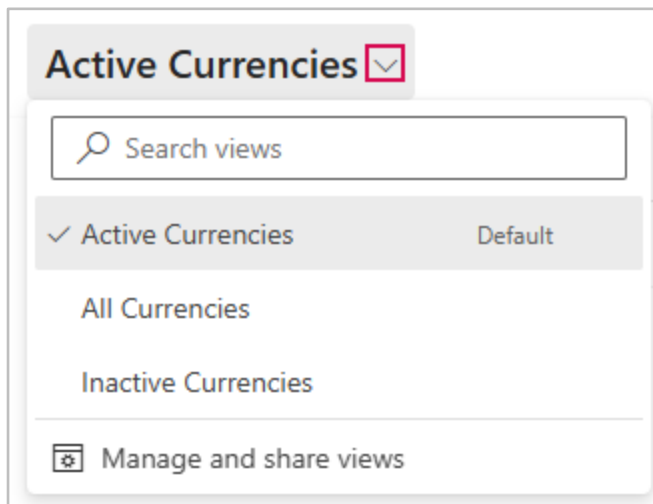 Active Currencies
Search views
Active Currencies Default
All Currencies
Inactive Currencies
Manage and share views